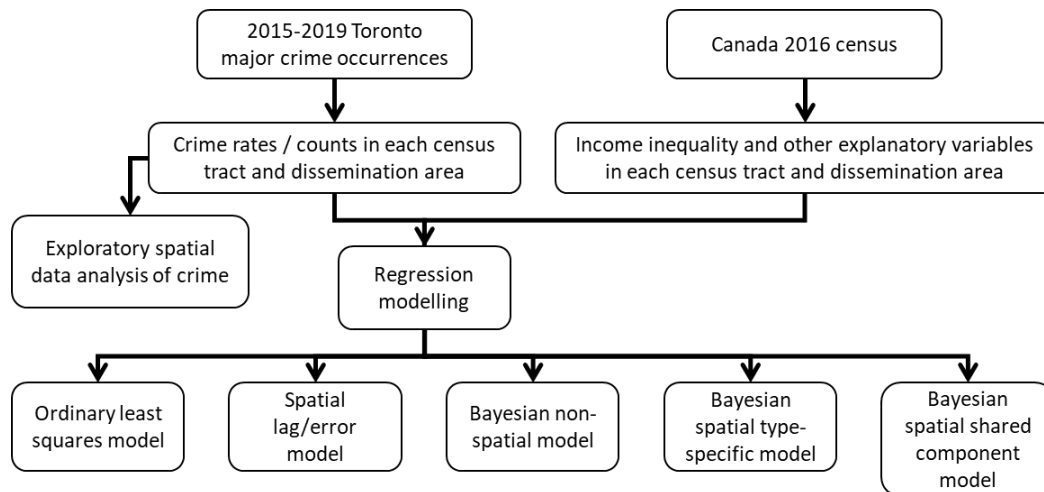 2015-2019 Toronto
major crime occurrences
Canada 2016 census
Crime rates / counts in each census
tract and dissemination area
Income inequality and other explanatory variables
in each census tract and dissemination area
Exploratory spatial
data analysis of crime
Regression
modelling
Ordinary least
squares model
Spatial
lag/error
model
Bayesian non-
spatial model
Bayesian
spatial type-
specific model
Bayesian
spatial shared
component
model